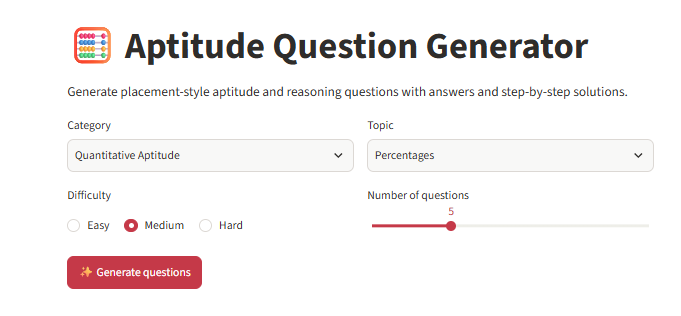 Aptitude Question Generator
Generate placement-style aptitude and reasoning questions with answers and step-by-step solutions.
Category
Topic
Quantitative Aptitude
Percentages
Difficulty
Number of questions
5
Easy
Medium
Hard
✨ Generate questions